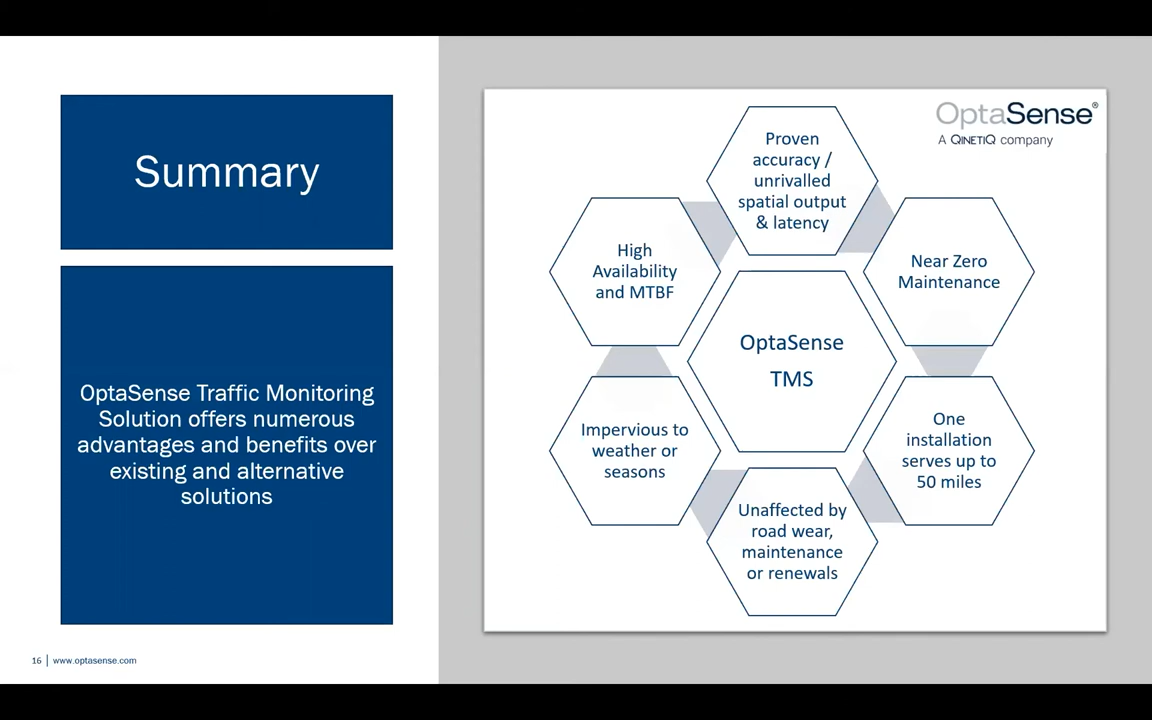 Summary
OptaSense Traffic Monitoring
Solution offers numerous
advantages and benefits over
existing and alternative
solutions
16 | www.optasense.com
OptaSense®
A QINETIQ company
Proven
accuracy /
unrivalled
spatial output
& latency
High
Availability
and MTBF
Near Zero
Maintenance
OptaSense
TMS
Impervious to
weather or
seasons
One
installation
serves up to
50 miles
Unaffected by
road wear,
maintenance
or renewals